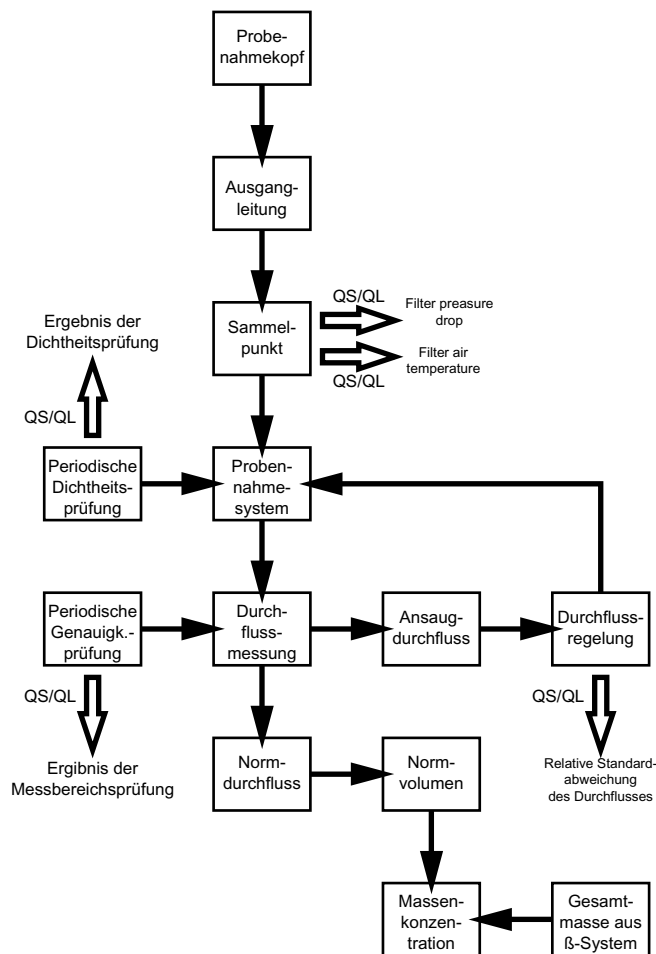 Probe-
nahmekopf
Ausgang-
leitung
Sammel-
punkt
QS/QL
Filter preasure
drop
Filter air
temperature
QS/QL
Ergebnis der
Dichtheitsprüfung
QS/QL
Periodische
Dichtheits-
prüfung
Proben-
nahme-
system
Periodische
Genauigk.-
prüfung
Durch-
fluss-
messung
Ansaug-
durchfluss
Durchfluss-
regelung
QS/QL
Ergibnis der
Messbereichsprüfung
Norm-
durchfluss
Norm-
volumen
QS/QL
Relative Standard-
abweichung
des Durchflusses
Massen-
konzen-
tration
Gesamt-
masse aus
ß-System